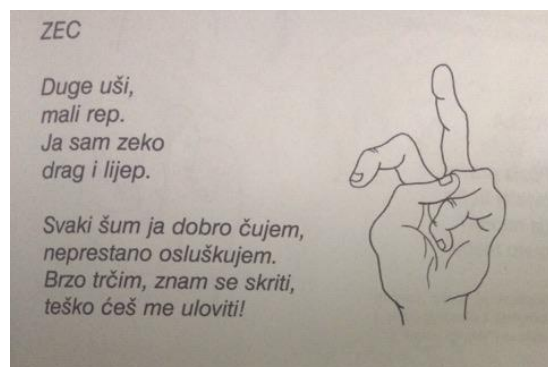 ZEC
Duge uši,
mali rep.
Ja sam zeko
drag i lijep.
Svaki šum ja dobro čujem,
neprestano osluškujem.
Brzo trčim, znam se skriti,
teško ćeš me uloviti!